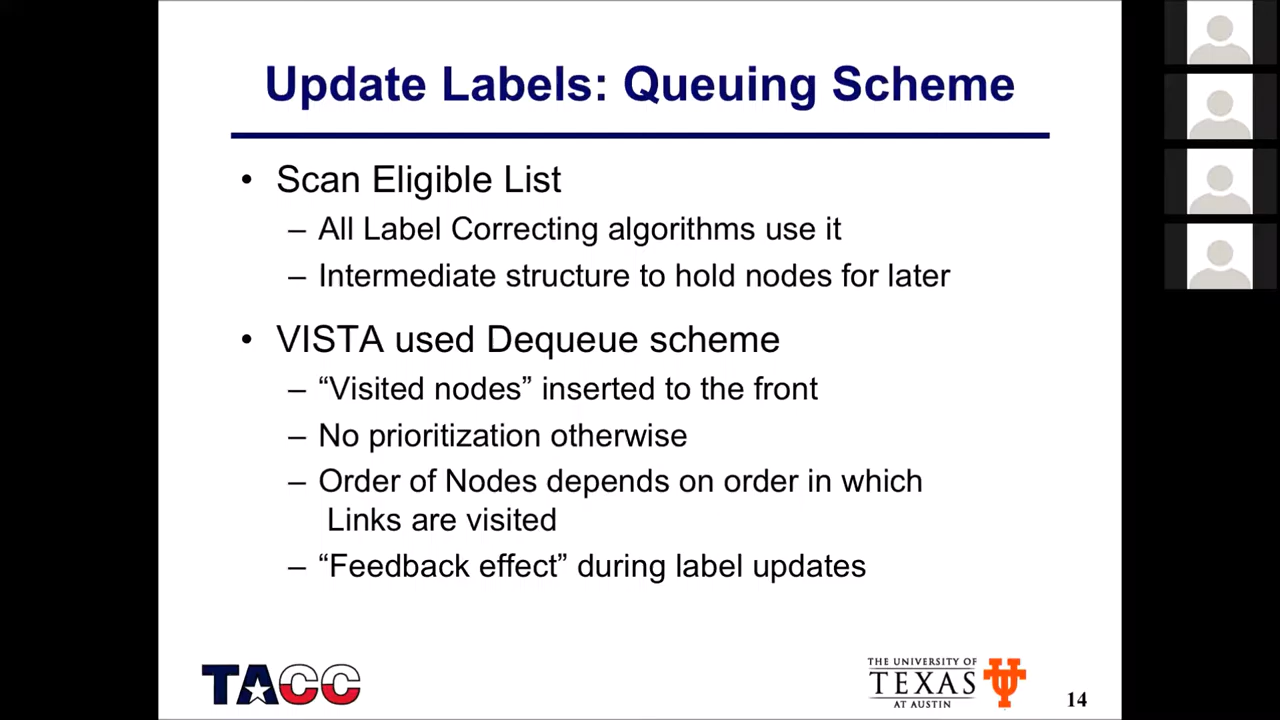 Update Labels: Queuing Scheme
• Scan Eligible List
– All Label Correcting algorithms use it
– Intermediate structure to hold nodes for later
• VISTA used Dequeue scheme
– “Visited nodes” inserted to the front
– No prioritization otherwise
– Order of Nodes depends on order in which
Links are visited
– “Feedback effect” during label updates
TACC
THE UNIVERSITY OF
TEXAS
AT AUSTIN
14